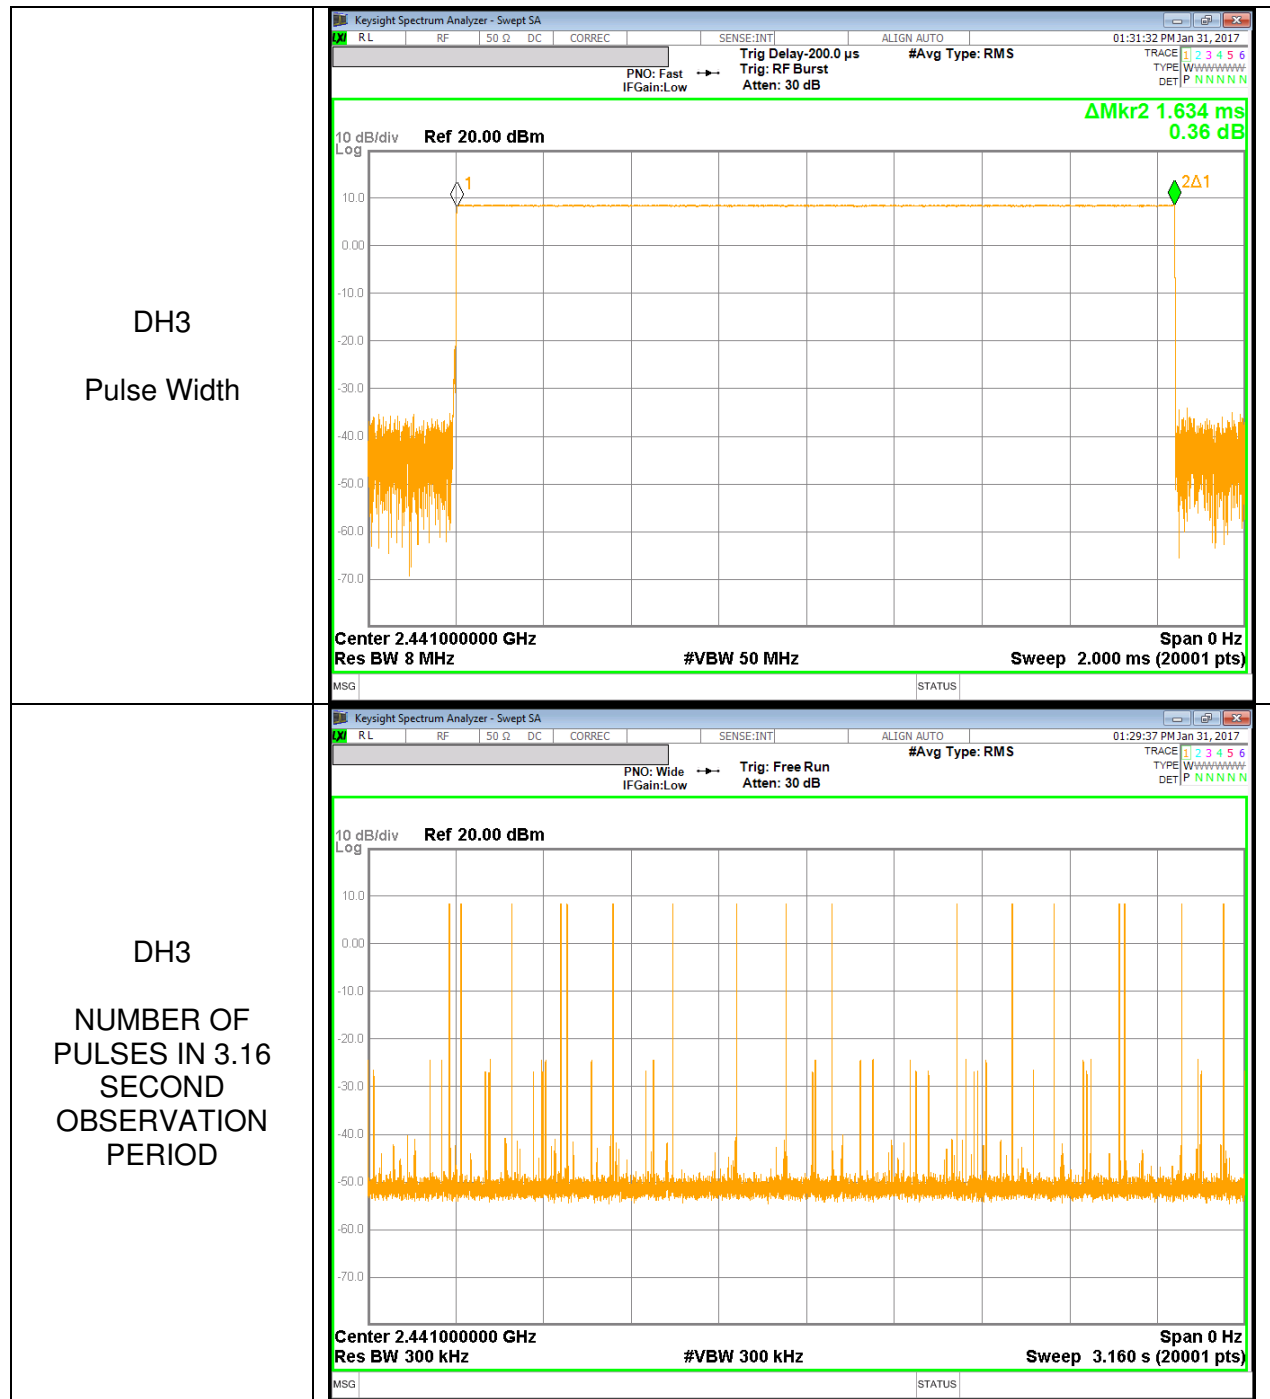 DH3
Pulse Width
Keysight Spectrum Analyzer - Swept SA
LXI RL RF 50 Ω DC CORREC SENSE:INT ALIGN AUTO 01:31:32 PM Jan 31, 2017
PNO: Fast
IFGain:Low
Trig Delay-200.0 µs
Trig: RF Burst
Atten: 30 dB
#Avg Type: RMS
TRACE 1 2 3 4 5 6
TYPE WWWWWWW
DET P N N N N N
ΔMkr2 1.634 ms
0.36 dB
10 dB/div Ref 20.00 dBm
Log
1
2Δ1
10.0
0.00
-10.0
-20.0
-30.0
-40.0
-50.0
-60.0
-70.0
Center 2.441000000 GHz Span 0 Hz
Res BW 8 MHz #VBW 50 MHz Sweep 2.000 ms (20001 pts)
MSG STATUS
DH3
NUMBER OF
PULSES IN 3.16
SECOND
OBSERVATION
PERIOD
Keysight Spectrum Analyzer - Swept SA
LXI RL RF 50 Ω DC CORREC SENSE:INT ALIGN AUTO 01:29:37 PM Jan 31, 2017
PNO: Wide
IFGain:Low
Trig: Free Run
Atten: 30 dB
#Avg Type: RMS
TRACE 1 2 3 4 5 6
TYPE WWWWWWW
DET P N N N N N
10 dB/div Ref 20.00 dBm
Log
10.0
0.00
-10.0
-20.0
-30.0
-40.0
-50.0
-60.0
-70.0
Center 2.441000000 GHz Span 0 Hz
Res BW 300 kHz #VBW 300 kHz Sweep 3.160 s (20001 pts)
MSG STATUS